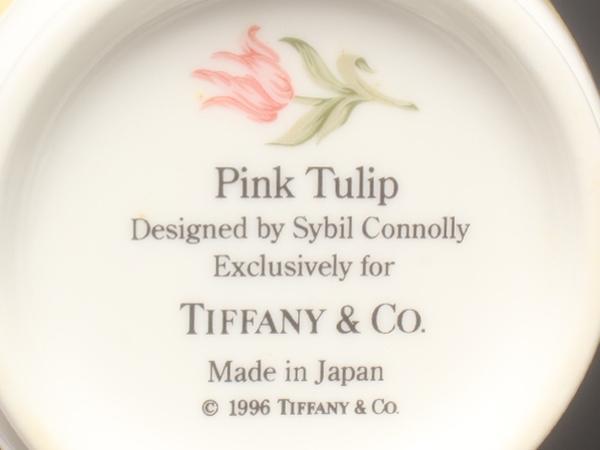 Pink Tulip
Designed by Sybil Connolly
Exclusively for
TIFFANY & CO.
Made in Japan
© 1996 TIFFANY & CO.